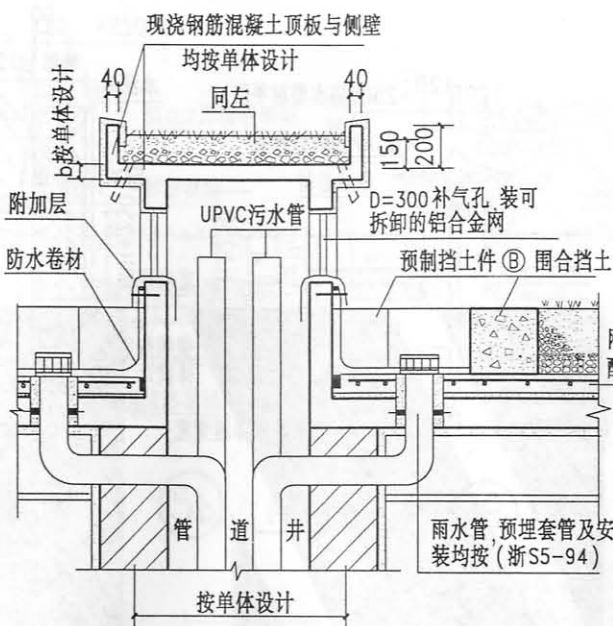 现浇钢筋混凝土顶板与侧壁
均按单体设计
40
40
同左
b按单体设计
150
200
附加层
UPVC污水管
D=300补气孔,装可
拆卸的铝合金网
防水卷材
预制挡土件 Ⓑ 围合挡土
管 道 井
雨水管,预埋套管及安
装均按(浙S5-94)
按单体设计